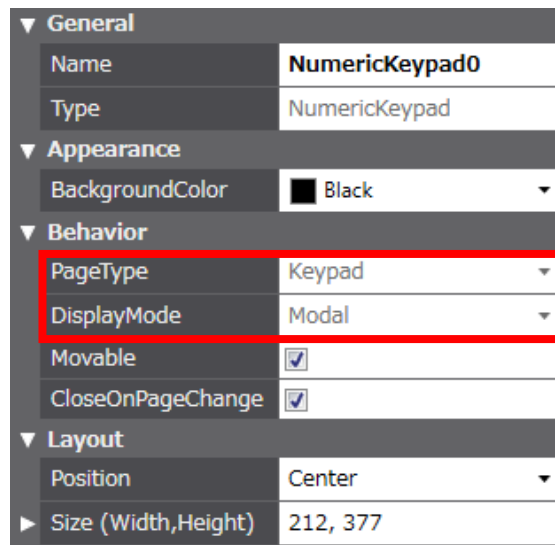 General
Name NumericKeypad0
Type NumericKeypad
Appearance
BackgroundColor Black
Behavior
PageType Keypad
DisplayMode Modal
Movable
CloseOnPageChange
Layout
Position Center
Size (Width,Height) 212, 377